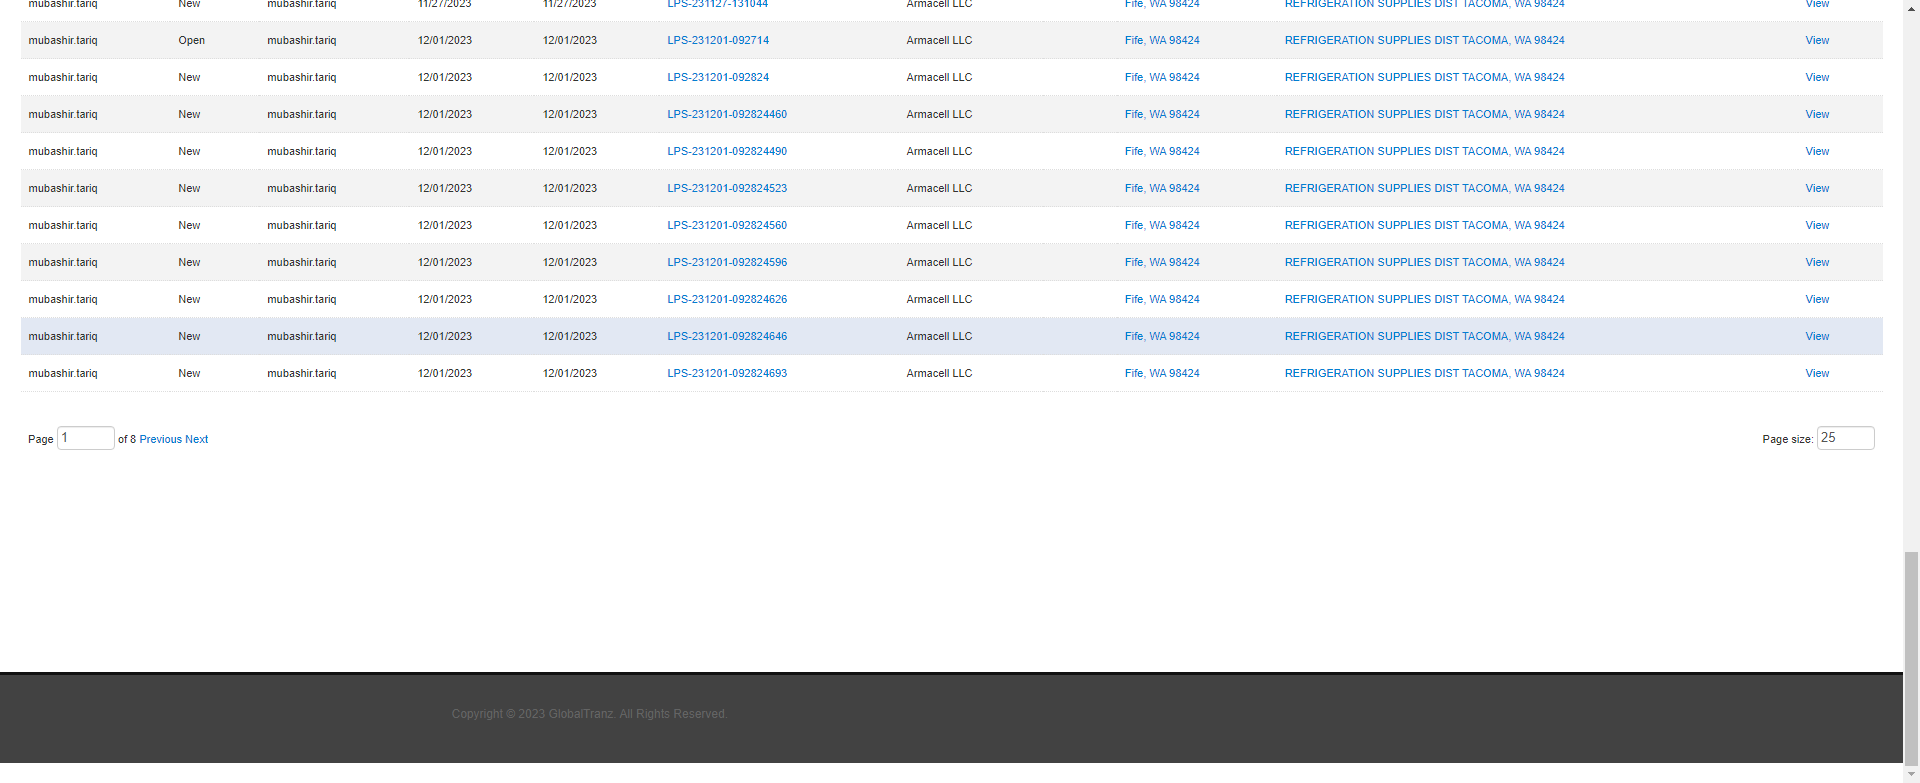 mubashir.tariq New mubashir.tariq 11/27/2023 11/27/2023 LPS-231127-131044 Armacell LLC Fife, WA 98424 REFRIGERATION SUPPLIES DIST TACOMA, WA 98424 View
mubashir.tariq Open mubashir.tariq 12/01/2023 12/01/2023 LPS-231201-092714 Armacell LLC Fife, WA 98424 REFRIGERATION SUPPLIES DIST TACOMA, WA 98424 View
mubashir.tariq New mubashir.tariq 12/01/2023 12/01/2023 LPS-231201-092824 Armacell LLC Fife, WA 98424 REFRIGERATION SUPPLIES DIST TACOMA, WA 98424 View
mubashir.tariq New mubashir.tariq 12/01/2023 12/01/2023 LPS-231201-092824460 Armacell LLC Fife, WA 98424 REFRIGERATION SUPPLIES DIST TACOMA, WA 98424 View
mubashir.tariq New mubashir.tariq 12/01/2023 12/01/2023 LPS-231201-092824490 Armacell LLC Fife, WA 98424 REFRIGERATION SUPPLIES DIST TACOMA, WA 98424 View
mubashir.tariq New mubashir.tariq 12/01/2023 12/01/2023 LPS-231201-092824523 Armacell LLC Fife, WA 98424 REFRIGERATION SUPPLIES DIST TACOMA, WA 98424 View
mubashir.tariq New mubashir.tariq 12/01/2023 12/01/2023 LPS-231201-092824560 Armacell LLC Fife, WA 98424 REFRIGERATION SUPPLIES DIST TACOMA, WA 98424 View
mubashir.tariq New mubashir.tariq 12/01/2023 12/01/2023 LPS-231201-092824596 Armacell LLC Fife, WA 98424 REFRIGERATION SUPPLIES DIST TACOMA, WA 98424 View
mubashir.tariq New mubashir.tariq 12/01/2023 12/01/2023 LPS-231201-092824626 Armacell LLC Fife, WA 98424 REFRIGERATION SUPPLIES DIST TACOMA, WA 98424 View
mubashir.tariq New mubashir.tariq 12/01/2023 12/01/2023 LPS-231201-092824646 Armacell LLC Fife, WA 98424 REFRIGERATION SUPPLIES DIST TACOMA, WA 98424 View
mubashir.tariq New mubashir.tariq 12/01/2023 12/01/2023 LPS-231201-092824693 Armacell LLC Fife, WA 98424 REFRIGERATION SUPPLIES DIST TACOMA, WA 98424 View
Page 1 of 8 Previous Next Page size: 25
Copyright © 2023 GlobalTranz. All Rights Reserved.